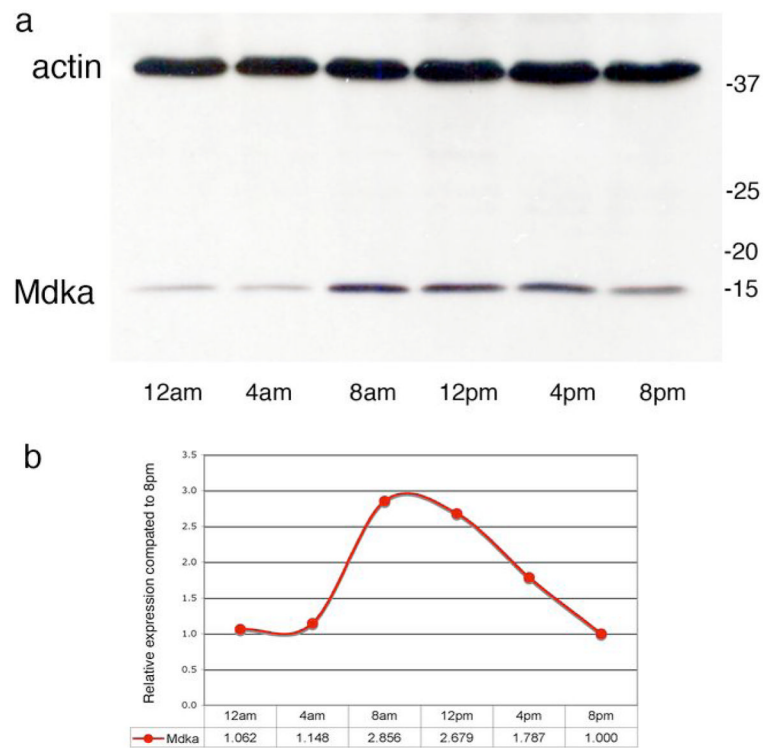 a
actin
-37
-25
-20
Mdka
-15
12am 4am 8am 12pm 4pm 8pm
b
Relative expression compated to 8pm
3.5
3.0
2.5
2.0
1.5
1.0
0.5
0.0
12am 4am 8am 12pm 4pm 8pm
Mdka 1.062 1.148 2.856 2.679 1.787 1.000